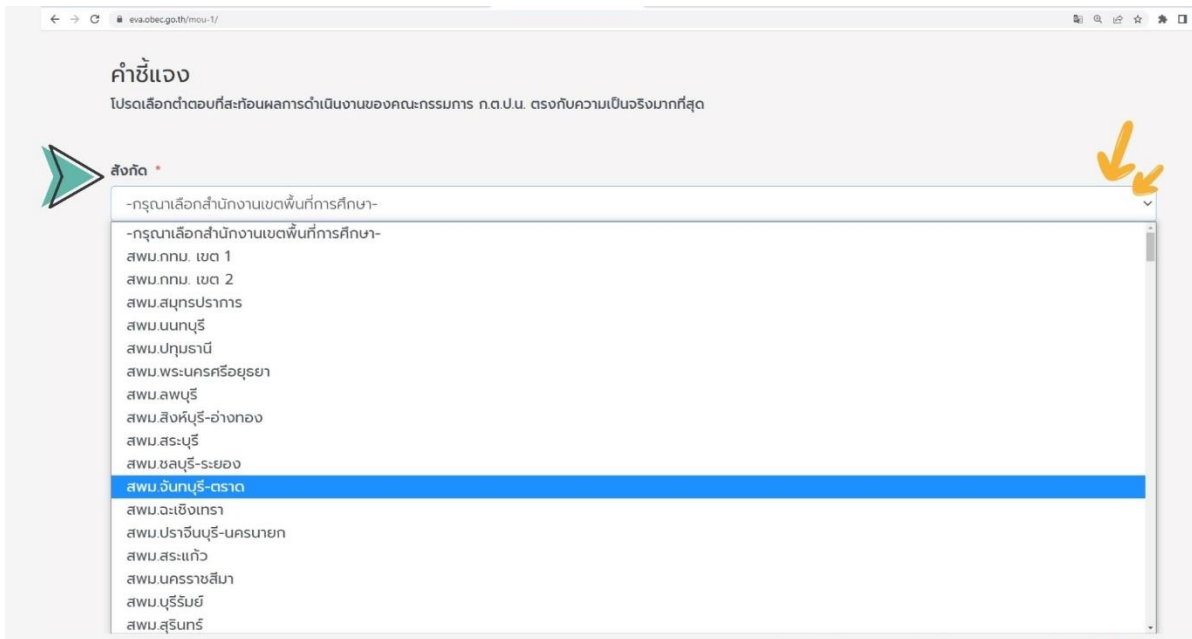 eva.obec.go.th/mou-1/
คำชี้แจง
โปรดเลือกตำตอบที่สะท้อนผลการดำเนินงานของคณะกรรมการ ก.ต.ป.น. ตรงกับความเป็นจริงมากที่สุด
สังกัด *
-กรุณาเลือกสำนักงานเขตพื้นที่การศึกษา-
-กรุณาเลือกสำนักงานเขตพื้นที่การศึกษา-
สพม.กทม. เขต 1
สพม.กทม. เขต 2
สพม.สมุทรปราการ
สพม.นนทบุรี
สพม.ปทุมธานี
สพม.พระนครศรีอยุธยา
สพม.ลพบุรี
สพม.สิงห์บุรี-อ่างทอง
สพม.สระบุรี
สพม.ชลบุรี-ระยอง
สพม.จันทบุรี-ตราด
สพม.ฉะเชิงเทรา
สพม.ปราจีนบุรี-นครนายก
สพม.สระแก้ว
สพม.นครราชสีมา
สพม.บุรีรัมย์
สพม.สุรินทร์